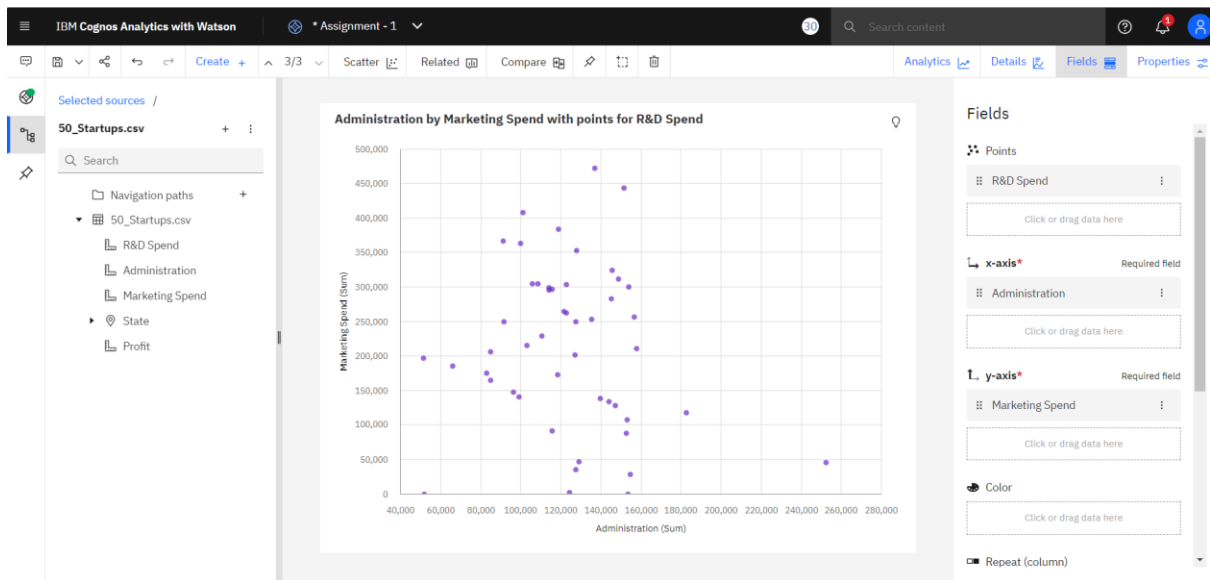 IBM Cognos Analytics with Watson
* Assignment - 1
30
Search content
1
Create +
3/3
Scatter
Related
Compare
Analytics
Details
Fields
Properties
Selected sources /
50_Startups.csv
Search
Navigation paths
50_Startups.csv
R&D Spend
Administration
Marketing Spend
State
Profit
Administration by Marketing Spend with points for R&D Spend
500,000
450,000
400,000
350,000
300,000
250,000
200,000
150,000
100,000
50,000
0
Marketing Spend (Sum)
40,000 60,000 80,000 100,000 120,000 140,000 160,000 180,000 200,000 220,000 240,000 260,000 280,000
Administration (Sum)
Fields
Points
R&D Spend
Click or drag data here
x-axis* Required field
Administration
Click or drag data here
y-axis* Required field
Marketing Spend
Click or drag data here
Color
Click or drag data here
Repeat (column)